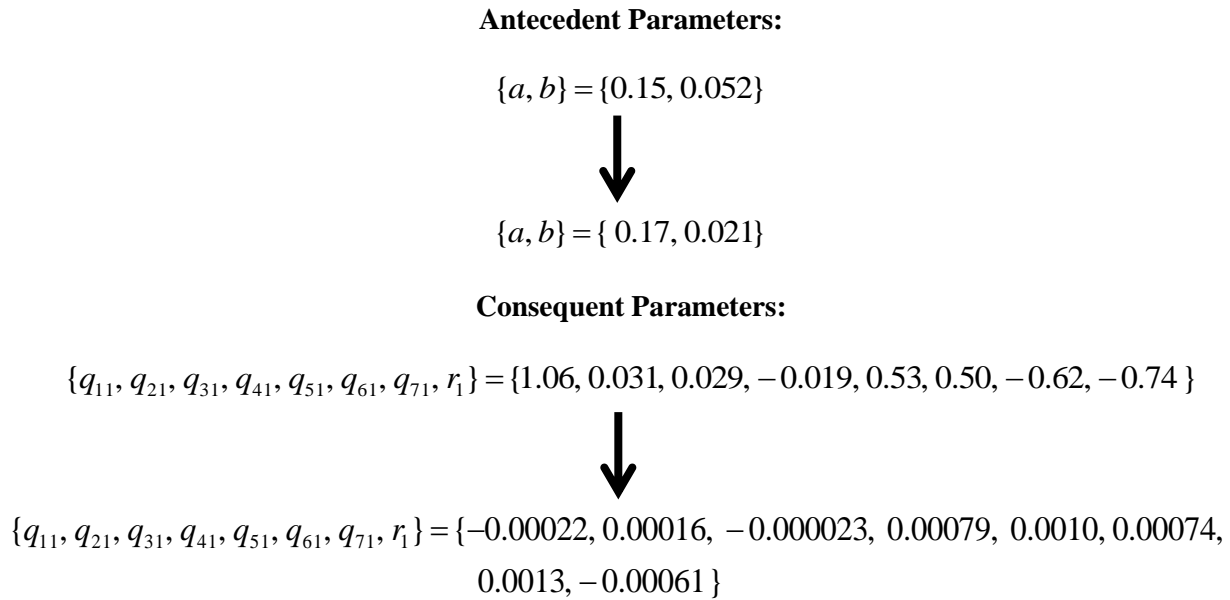 Antecedent Parameters:
{a, b} = {0.15, 0.052}
{a, b} = { 0.17, 0.021}
Consequent Parameters:
{q₁₁, q₂₁, q₃₁, q₄₁, q₅₁, q₆₁, q₇₁, r₁} = {1.06, 0.031, 0.029, −0.019, 0.53, 0.50, −0.62, −0.74 }
{q₁₁, q₂₁, q₃₁, q₄₁, q₅₁, q₆₁, q₇₁, r₁} = {−0.00022, 0.00016, −0.000023, 0.00079, 0.0010, 0.00074,
0.0013, −0.00061 }